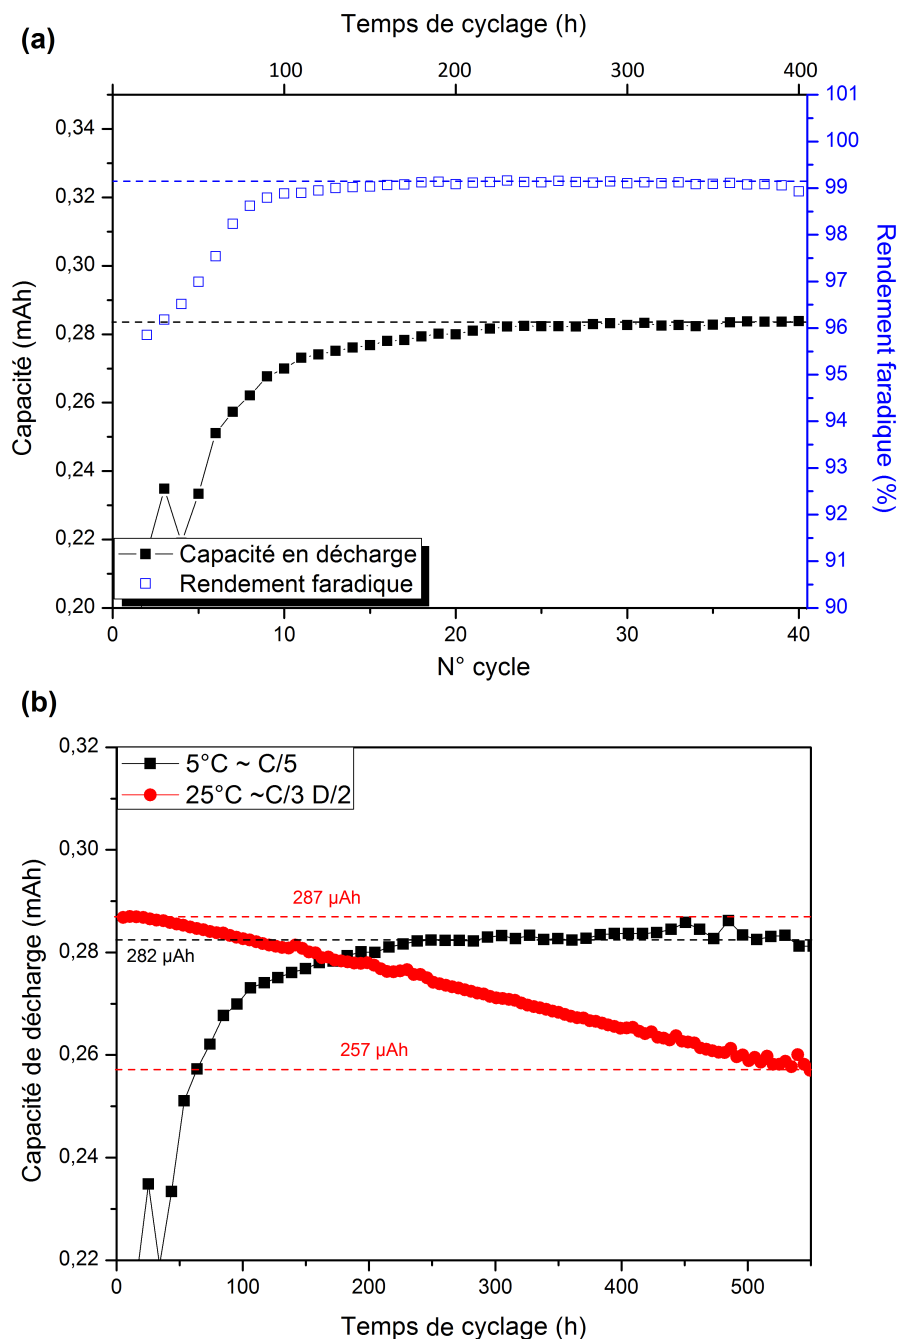 (a)
Temps de cyclage (h)
100 200 300 400
0,34
0,32
0,30
0,28
0,26
0,24
0,22
0,20
Capacité (mAh)
101
100
99
98
97
96
95
94
93
92
91
90
Rendement faradique (%)
Capacité en décharge
Rendement faradique
0 10 20 30 40
N° cycle
(b)
0,32
0,30
0,28
0,26
0,24
0,22
Capacité de décharge (mAh)
5°C ~ C/5
25°C ~C/3 D/2
287 µAh
282 µAh
257 µAh
0 100 200 300 400 500
Temps de cyclage (h)